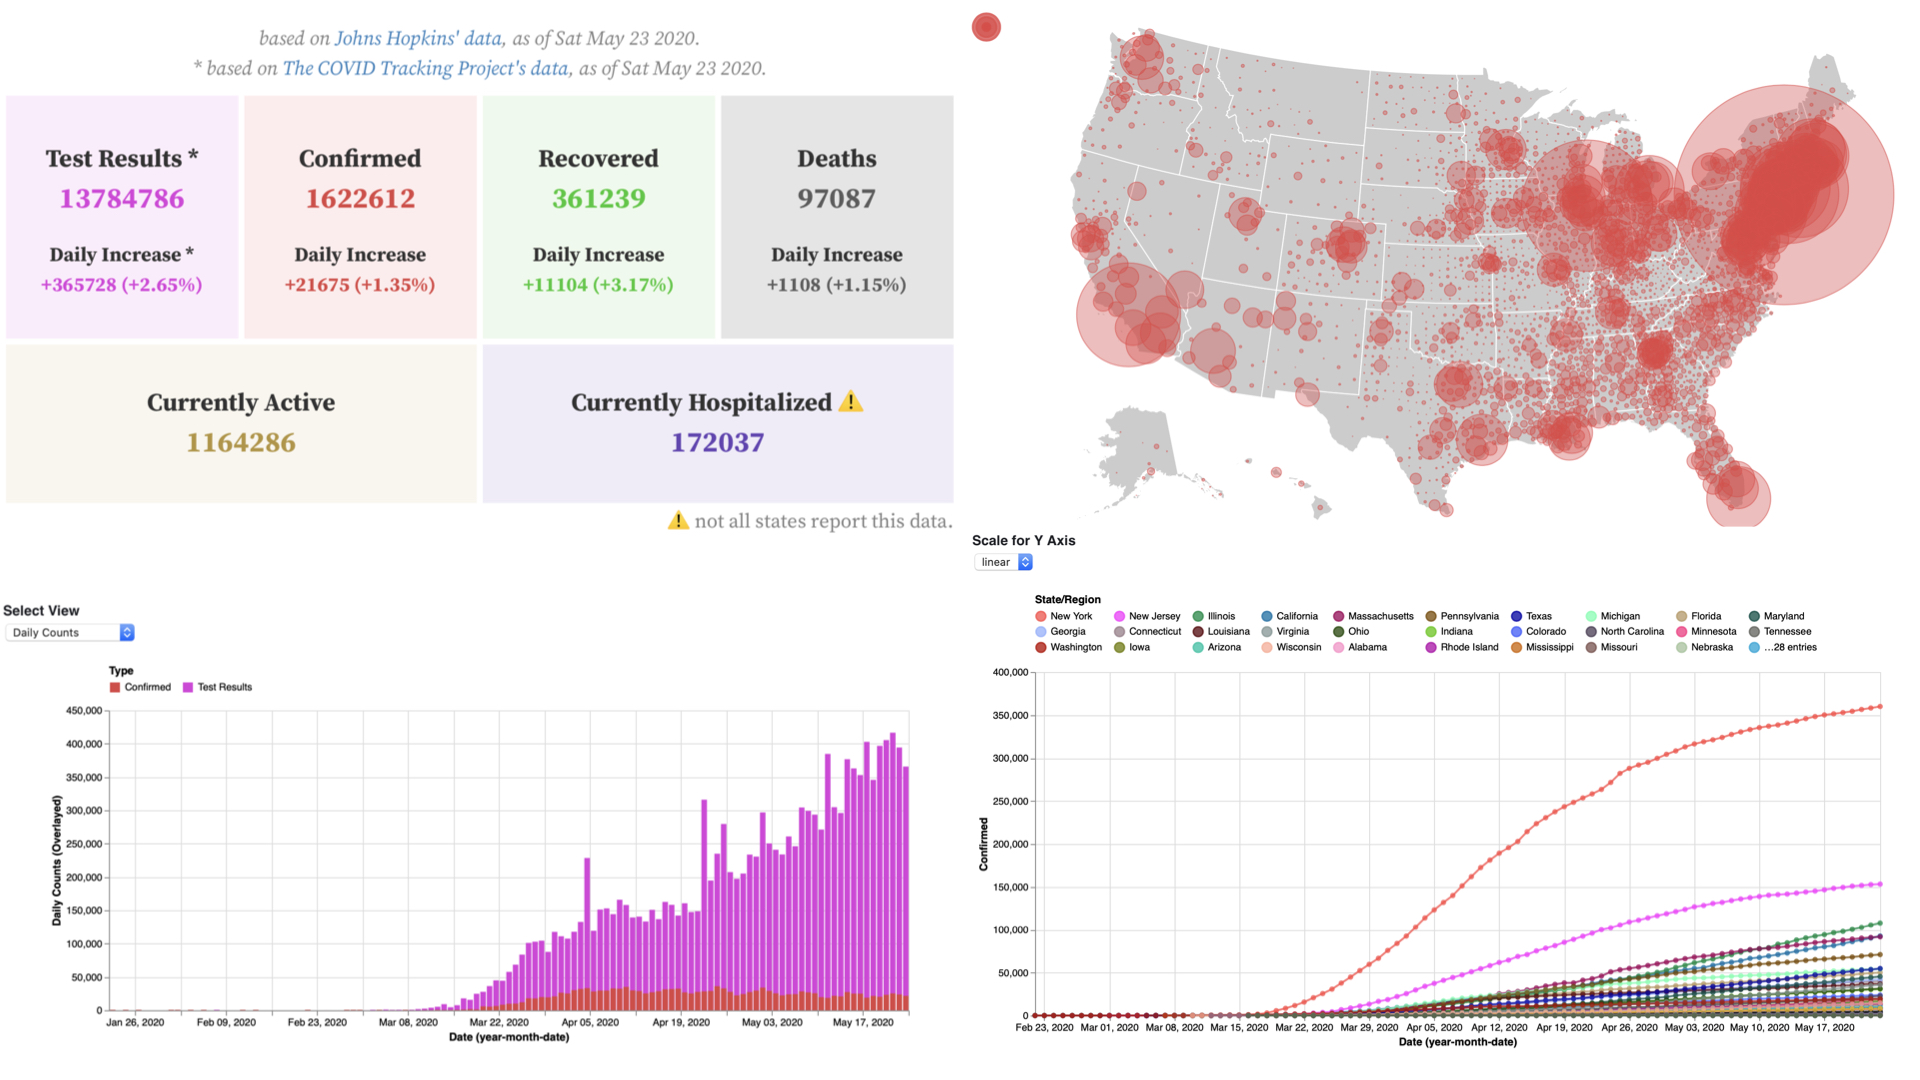 based on Johns Hopkins' data, as of Sat May 23 2020.
* based on The COVID Tracking Project's data, as of Sat May 23 2020.
Test Results *
13784786
Daily Increase *
+365728 (+2.65%)
Confirmed
1622612
Daily Increase
+21675 (+1.35%)
Recovered
361239
Daily Increase
+11104 (+3.17%)
Deaths
97087
Daily Increase
+1108 (+1.15%)
Currently Active
1164286
Currently Hospitalized ⚠️
172037
⚠️ not all states report this data.
Select View
Daily Counts
Type
Confirmed Test Results
Daily Counts (Overlayed)
450,000
400,000
350,000
300,000
250,000
200,000
150,000
100,000
50,000
0
Jan 26, 2020 Feb 09, 2020 Feb 23, 2020 Mar 08, 2020 Mar 22, 2020 Apr 05, 2020 Apr 19, 2020 May 03, 2020 May 17, 2020
Date (year-month-date)
Scale for Y Axis
linear
State/Region
New York New Jersey Illinois California Massachusetts Pennsylvania Texas Michigan Florida Maryland
Georgia Connecticut Louisiana Virginia Ohio Indiana Colorado North Carolina Minnesota Tennessee
Washington Iowa Arizona Wisconsin Alabama Rhode Island Mississippi Missouri Nebraska ...28 entries
Confirmed
400,000
350,000
300,000
250,000
200,000
150,000
100,000
50,000
0
Feb 23, 2020 Mar 01, 2020 Mar 08, 2020 Mar 15, 2020 Mar 22, 2020 Mar 29, 2020 Apr 05, 2020 Apr 12, 2020 Apr 19, 2020 Apr 26, 2020 May 03, 2020 May 10, 2020 May 17, 2020
Date (year-month-date)